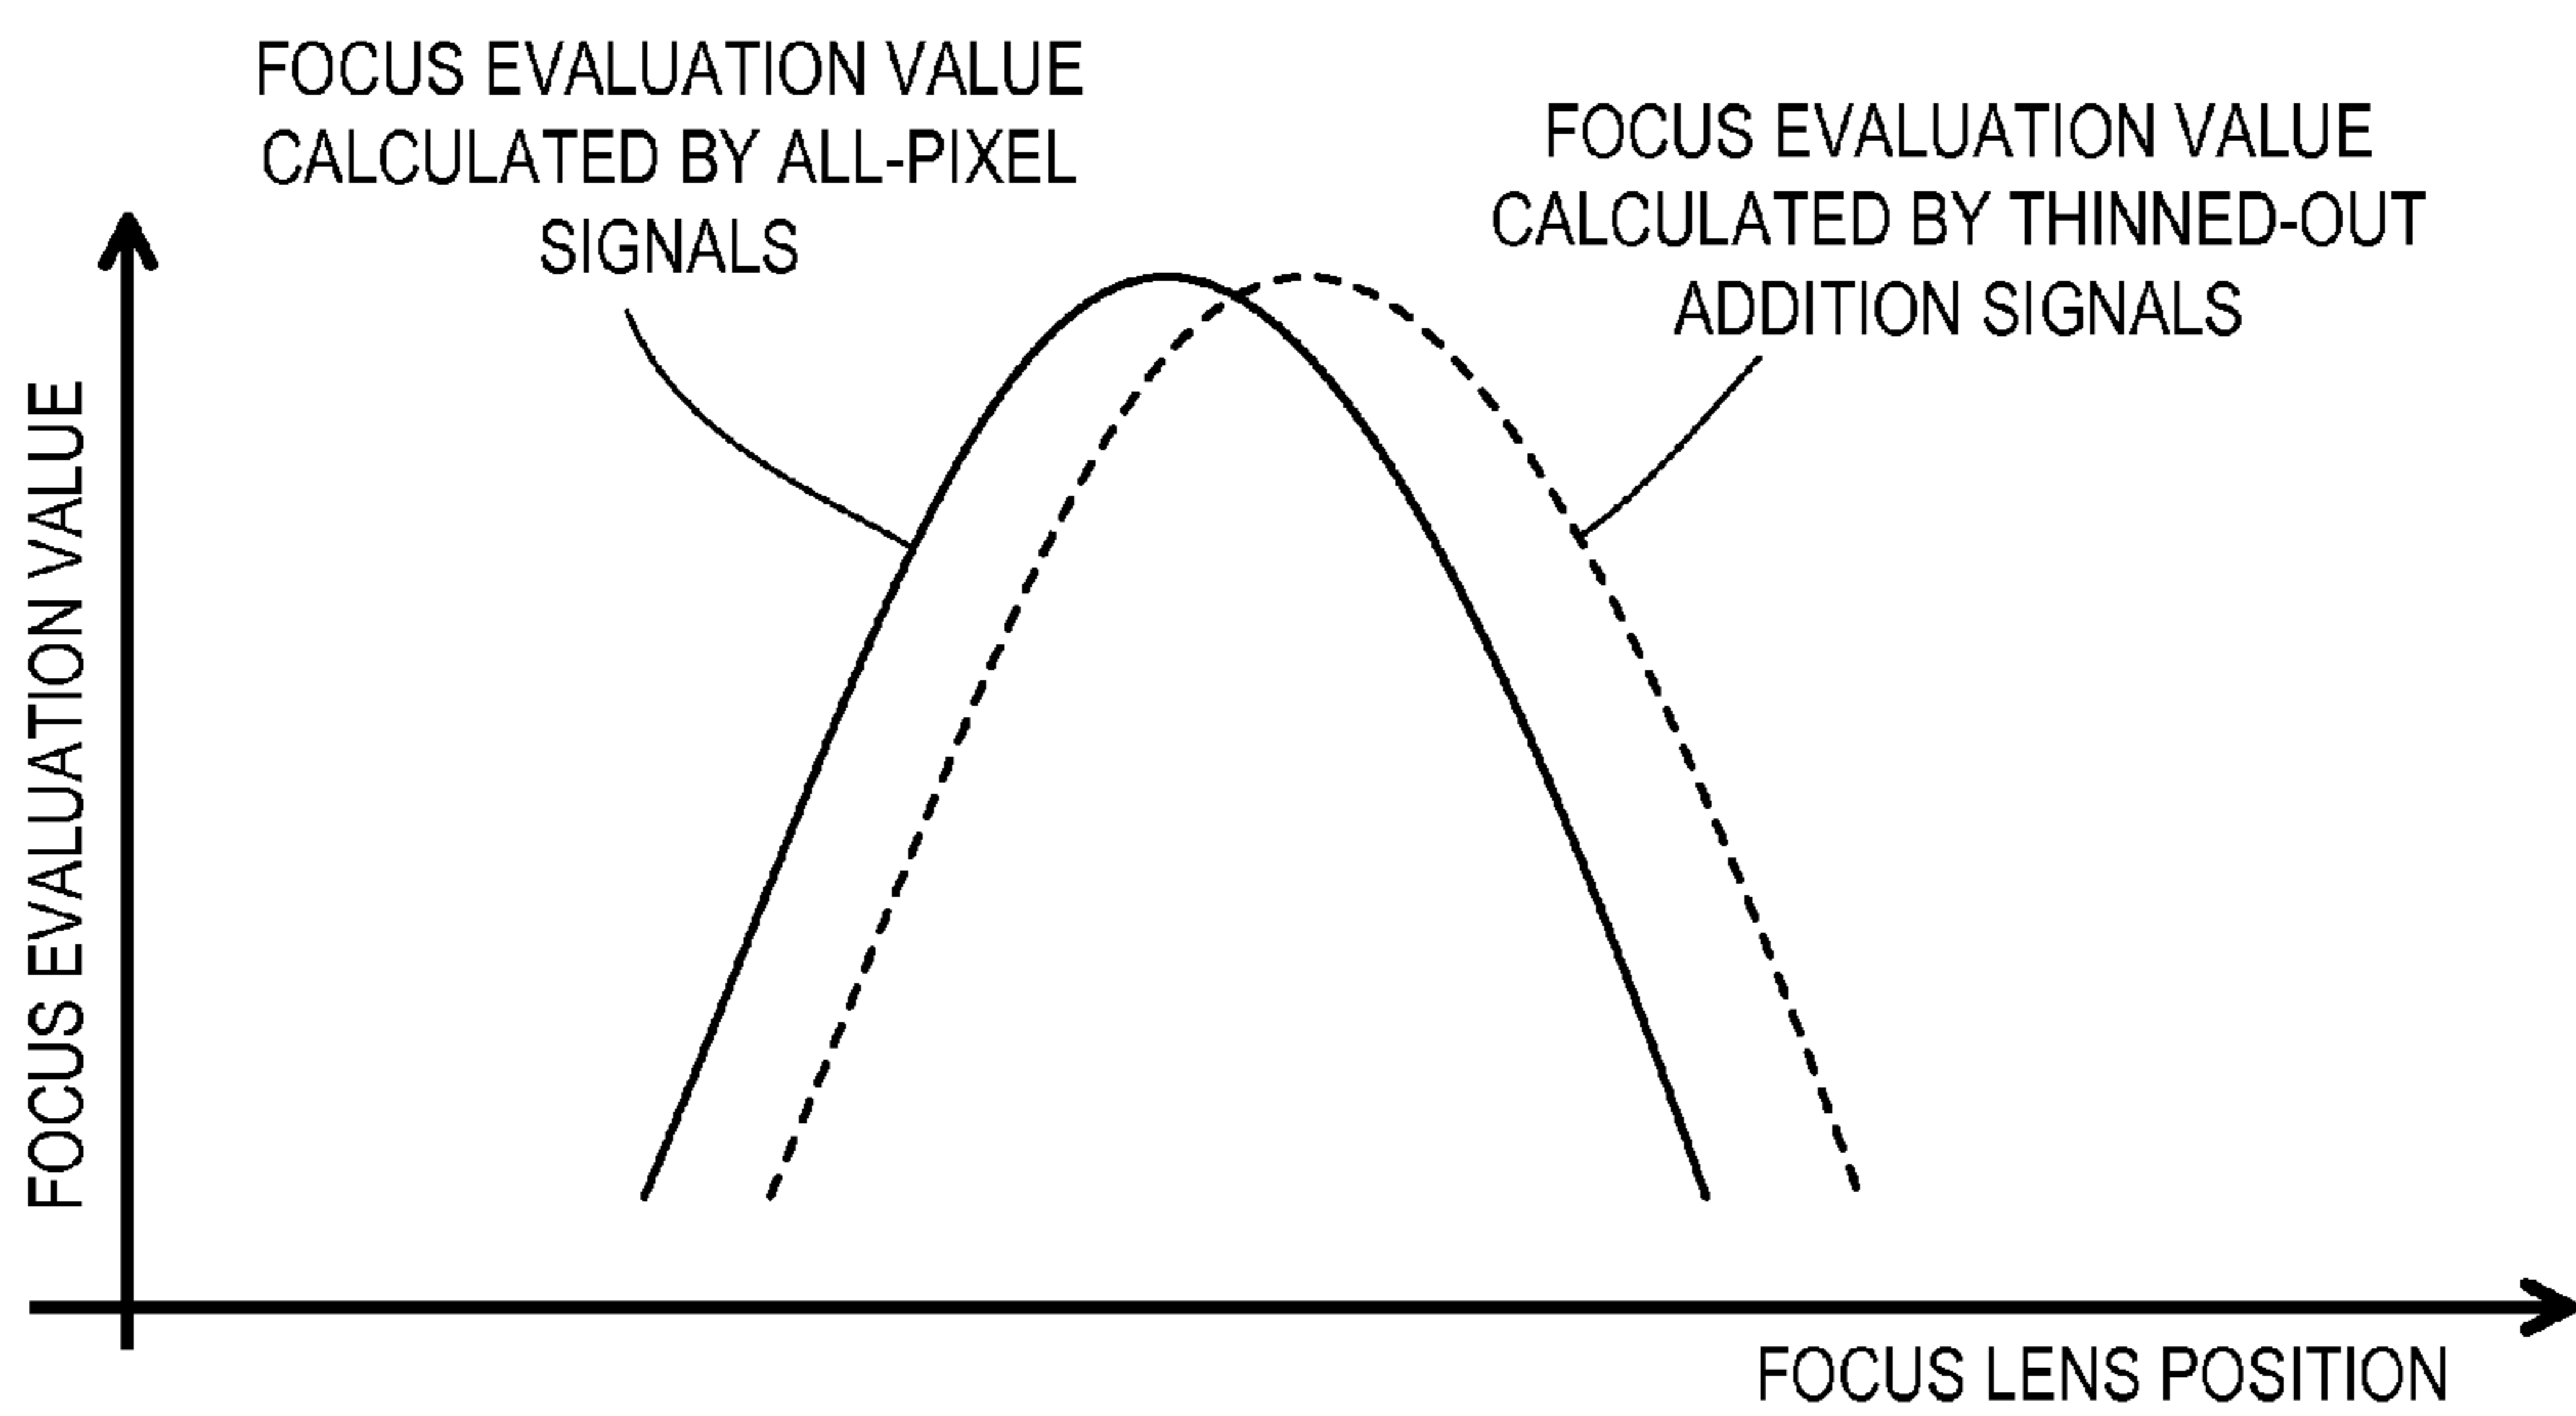 FOCUS EVALUATION VALUE
CALCULATED BY ALL-PIXEL
SIGNALS
FOCUS EVALUATION VALUE
CALCULATED BY THINNED-OUT
ADDITION SIGNALS
FOCUS EVALUATION VALUE
FOCUS LENS POSITION